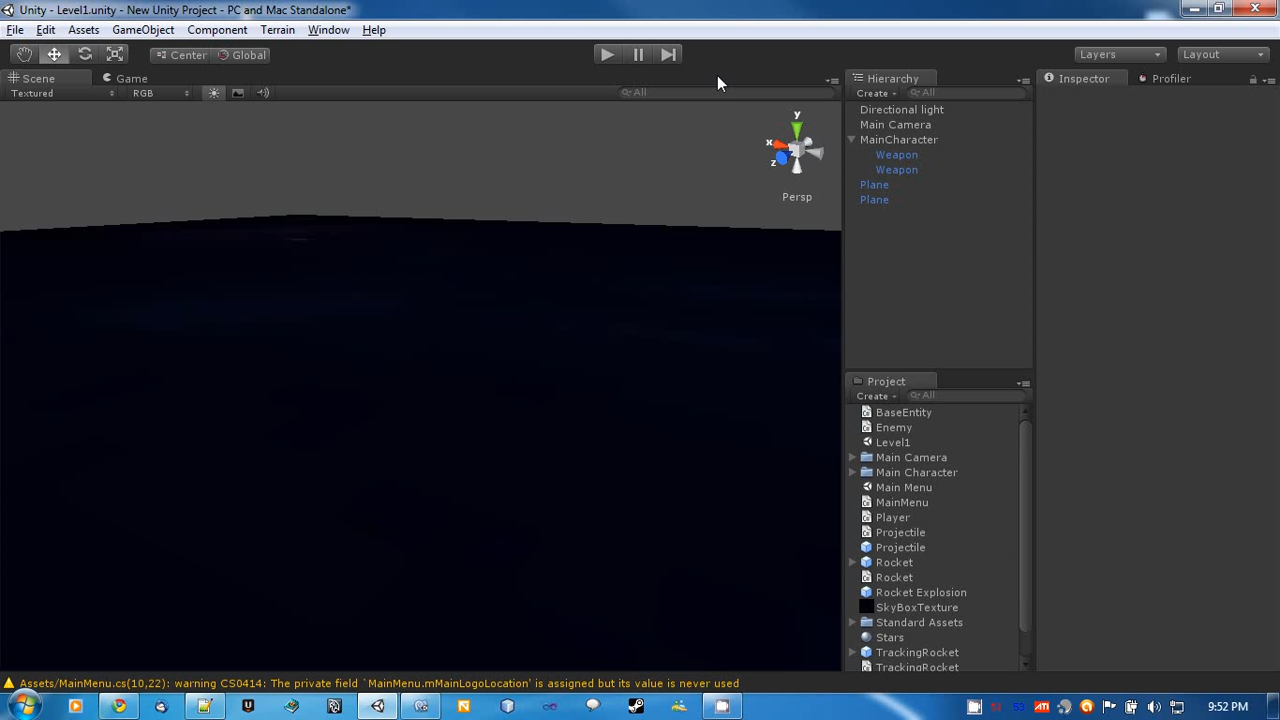 Unity - Level1.unity - New Unity Project - PC and Mac Standalone*
File Edit Assets GameObject Component Terrain Window Help
Center Global Layers Layout
Scene Game Hierarchy Inspector Profiler
Textured RGB All Create All
y
x
z
Persp
Directional light
Main Camera
MainCharacter
Weapon
Weapon
Plane
Plane
Project
Create All
BaseEntity
Enemy
Level1
Main Camera
Main Character
Main Menu
MainMenu
Player
Projectile
Projectile
Rocket
Rocket
Rocket Explosion
SkyBoxTexture
Standard Assets
Stars
TrackingRocket
TrackingRocket
Assets/MainMenu.cs(10,22): warning CS0414: The private field `MainMenu.mMainLogoLocation' is assigned but its value is never used
53 ATI 9:52 PM